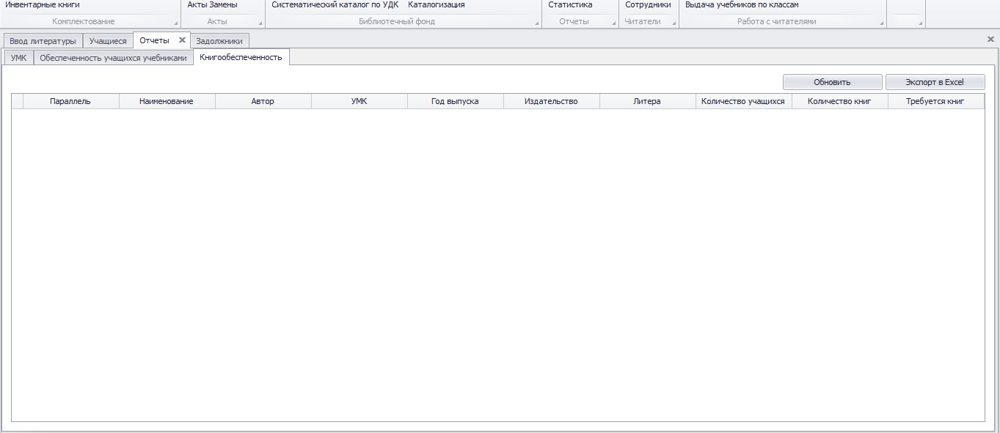 Инвентарные книги Акты Замены Систематический каталог по УДК Каталогизация Статистика Сотрудники Выдача учебников по классам
Комплектование Акты Библиотечный фонд Отчеты Читатели Работа с читателями
Ввод литературы Учащиеся Отчеты Задолжники
УМК Обеспеченность учащихся учебниками Книгообеспеченность
Обновить Экспорт в Excel
Параллель Наименование Автор УМК Год выпуска Издательство Литера Количество учащихся Количество книг Требуется книг